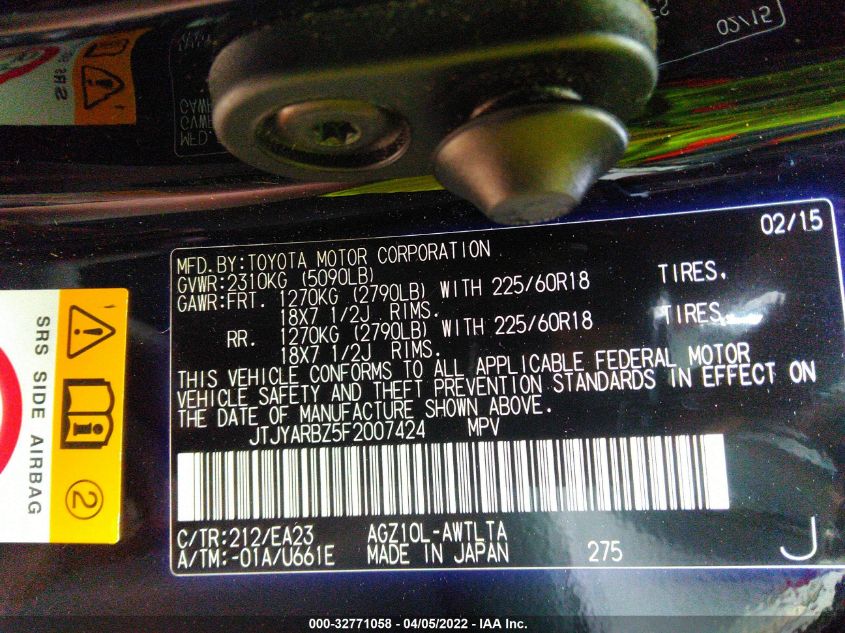 02/15
MFD.BY:TOYOTA MOTOR CORPORATION
GVWR:2310KG (5090LB)
GAWR:FRT. 1270KG (2790LB) WITH 225/60R18 TIRES,
18X7 1/2J RIMS.
RR. 1270KG (2790LB) WITH 225/60R18 TIRES,
18X7 1/2J RIMS.
THIS VEHICLE CONFORMS TO ALL APPLICABLE FEDERAL MOTOR
VEHICLE SAFETY AND THEFT PREVENTION STANDARDS IN EFFECT ON
THE DATE OF MANUFACTURE SHOWN ABOVE.
JTJYARBZ5F2007424 MPV
C/TR:212/EA23 AGZ10L-AWTLTA
A/TM:-01A/U661E MADE IN JAPAN 275 J
SRS SIDE AIRBAG
2
000-32771058 - 04/05/2022 - IAA Inc.